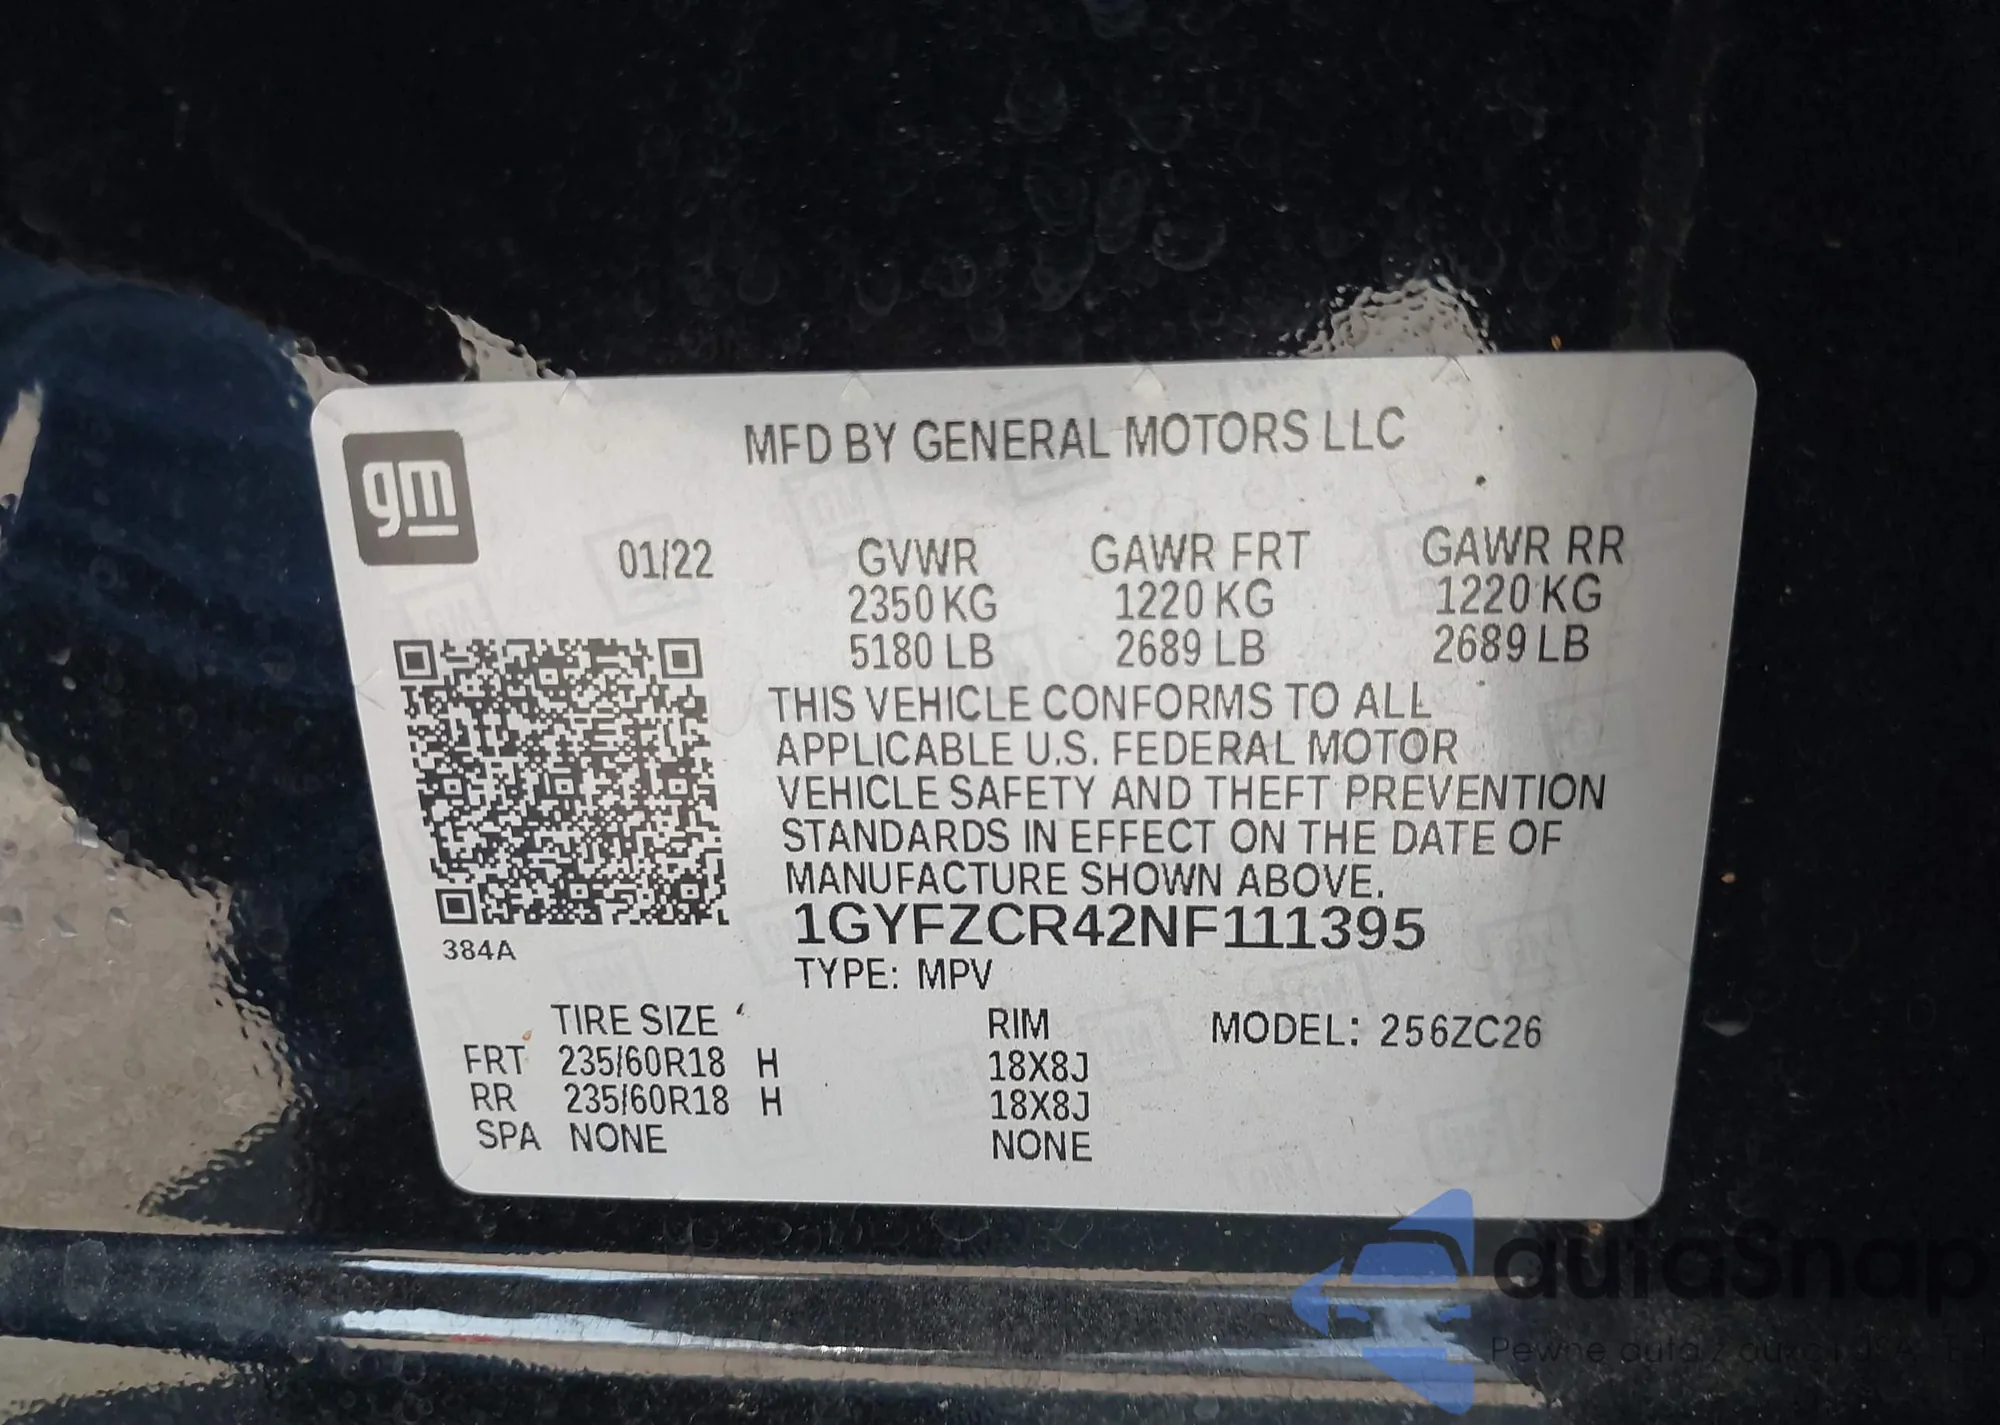 MFD BY GENERAL MOTORS LLC
gm
01/22 GVWR GAWR FRT GAWR RR
2350 KG 1220 KG 1220 KG
5180 LB 2689 LB 2689 LB
THIS VEHICLE CONFORMS TO ALL
APPLICABLE U.S. FEDERAL MOTOR
VEHICLE SAFETY AND THEFT PREVENTION
STANDARDS IN EFFECT ON THE DATE OF
MANUFACTURE SHOWN ABOVE.
1GYFZCR42NF111395
384A
TYPE: MPV
TIRE SIZE RIM MODEL: 256ZC26
FRT 235/60R18 H 18X8J
RR 235/60R18 H 18X8J
SPA NONE NONE
autaSnap
Pewne auta z